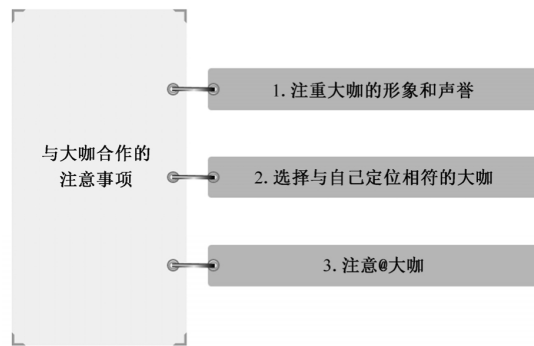 与大咖合作的
注意事项
1. 注重大咖的形象和声誉
2. 选择与自己定位相符的大咖
3. 注意@大咖